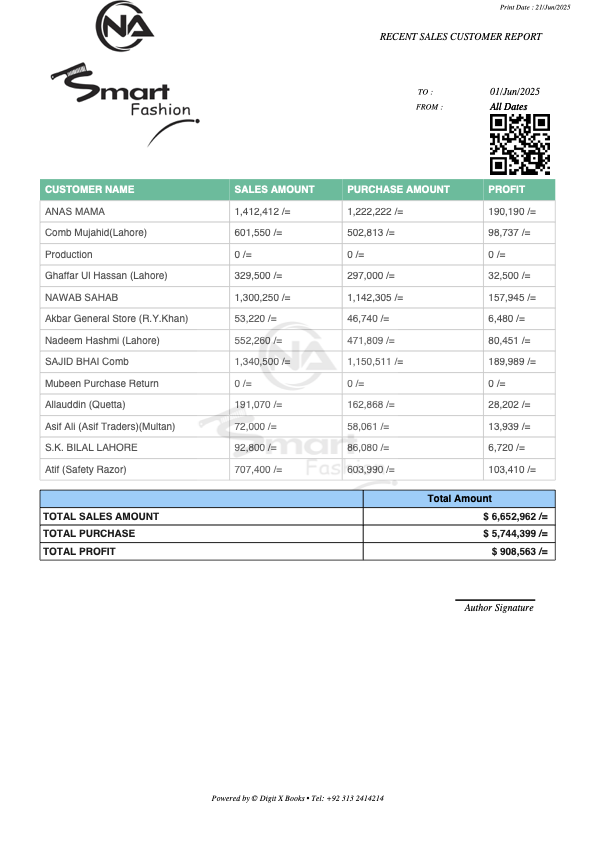 Print Date : 21/Jun/2025
NA
RECENT SALES CUSTOMER REPORT
Smart
Fashion
TO : 01/Jun/2025
FROM : All Dates
CUSTOMER NAME SALES AMOUNT PURCHASE AMOUNT PROFIT
ANAS MAMA 1,412,412 /= 1,222,222 /= 190,190 /=
Comb Mujahid(Lahore) 601,550 /= 502,813 /= 98,737 /=
Production 0 /= 0 /= 0 /=
Ghaffar Ul Hassan (Lahore) 329,500 /= 297,000 /= 32,500 /=
NAWAB SAHAB 1,300,250 /= 1,142,305 /= 157,945 /=
Akbar General Store (R.Y.Khan) 53,220 /= 46,740 /= 6,480 /=
Nadeem Hashmi (Lahore) 552,260 /= 471,809 /= 80,451 /=
SAJID BHAI Comb 1,340,500 /= 1,150,511 /= 189,989 /=
Mubeen Purchase Return 0 /= 0 /= 0 /=
Allauddin (Quetta) 191,070 /= 162,868 /= 28,202 /=
Asif Ali (Asif Traders)(Multan) 72,000 /= 58,061 /= 13,939 /=
S.K. BILAL LAHORE 92,800 /= 86,080 /= 6,720 /=
Atif (Safety Razor) 707,400 /= 603,990 /= 103,410 /=
NA
Smart
Fashion
Total Amount
TOTAL SALES AMOUNT $ 6,652,962 /=
TOTAL PURCHASE $ 5,744,399 /=
TOTAL PROFIT $ 908,563 /=
Author Signature
Powered by © Digit X Books • Tel: +92 313 2414214